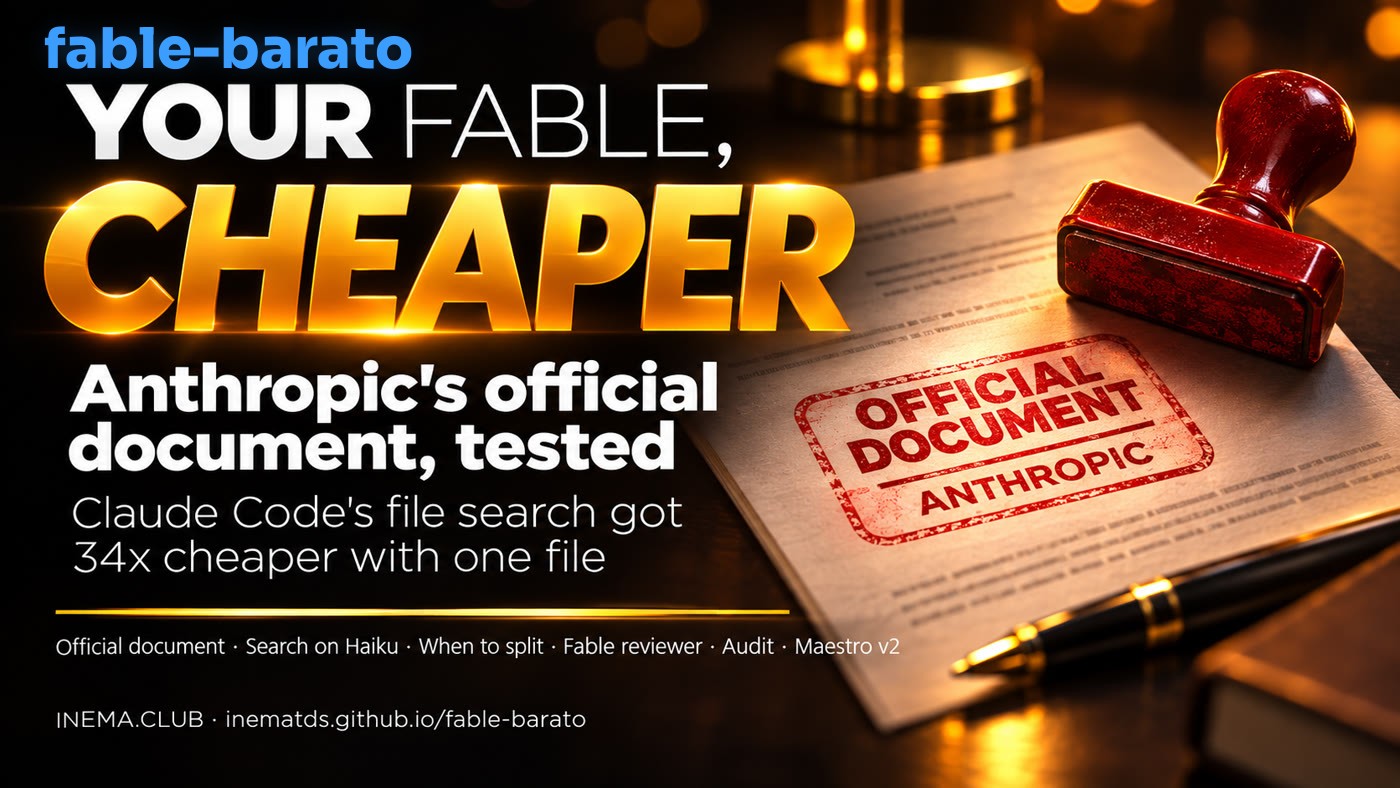 fable-barato
YOUR FABLE,
CHEAPER
Anthropic's official
document, tested
Claude Code's file search got
34x cheaper with one file
Official document · Search on Haiku · When to split · Fable reviewer · Audit · Maestro v2
INEMA.CLUB · inematds.github.io/fable-barato
OFFICIAL
DOCUMENT
ANTHROPIC